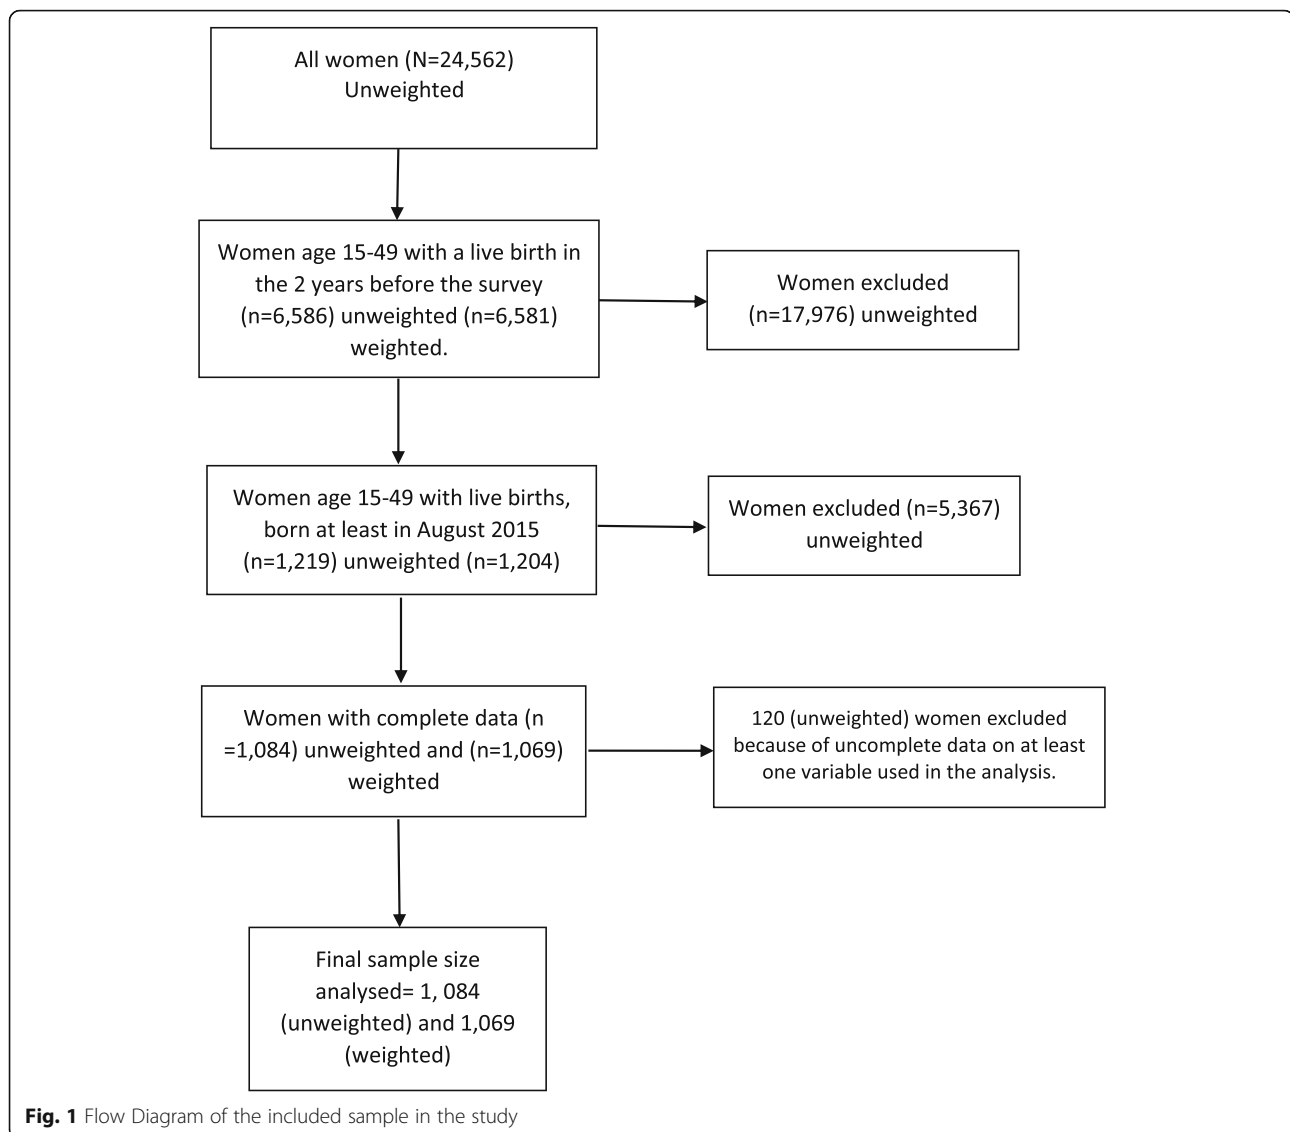 All women (N=24,562)
Unweighted
Women age 15-49 with a live birth in
the 2 years before the survey
(n=6,586) unweighted (n=6,581)
weighted.
Women excluded
(n=17,976) unweighted
Women age 15-49 with live births,
born at least in August 2015
(n=1,219) unweighted (n=1,204)
Women excluded (n=5,367)
unweighted
Women with complete data (n
=1,084) unweighted and (n=1,069)
weighted
120 (unweighted) women excluded
because of uncomplete data on at least
one variable used in the analysis.
Final sample size
analysed= 1, 084
(unweighted) and 1,069
(weighted)
Fig. 1 Flow Diagram of the included sample in the study